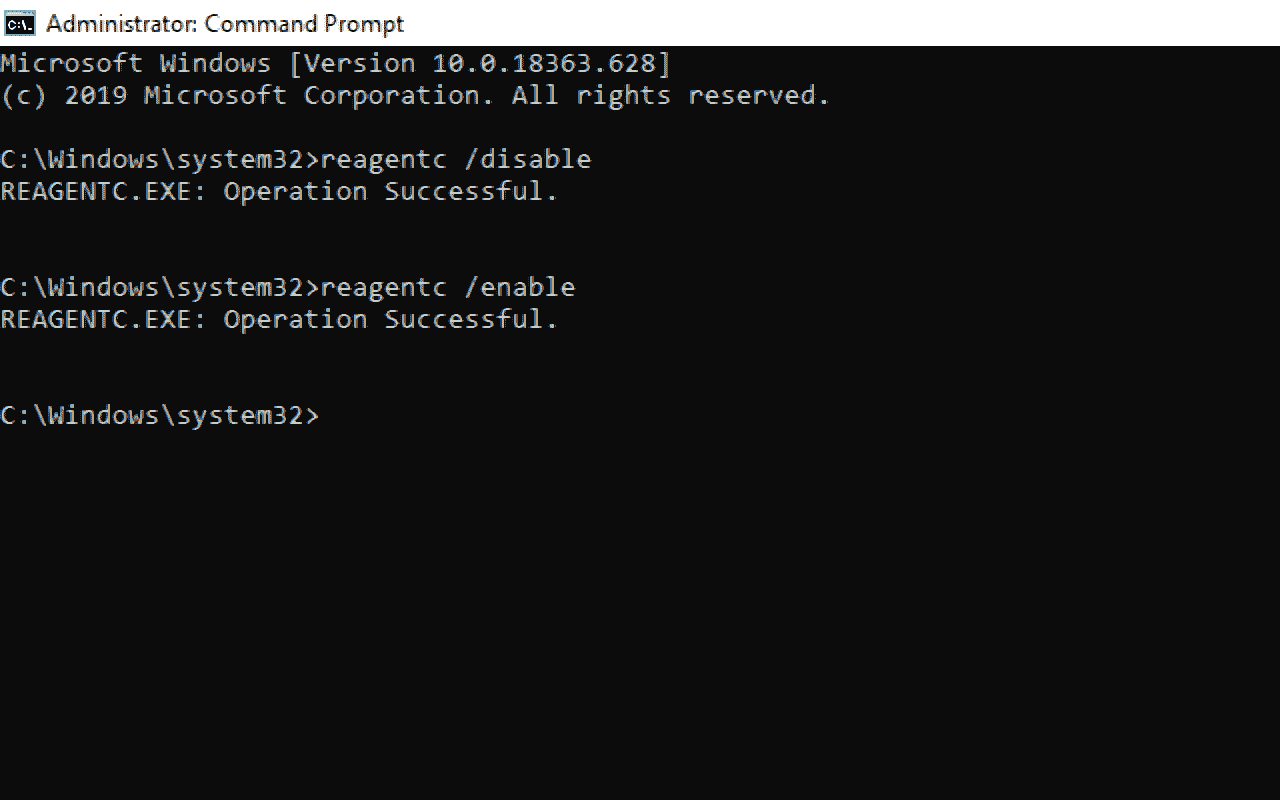 Administrator: Command Prompt
Microsoft Windows [Version 10.0.18363.628]
(c) 2019 Microsoft Corporation. All rights reserved.
C:\Windows\system32>reagentc /disable
REAGENTC.EXE: Operation Successful.
C:\Windows\system32>reagentc /enable
REAGENTC.EXE: Operation Successful.
C:\Windows\system32>